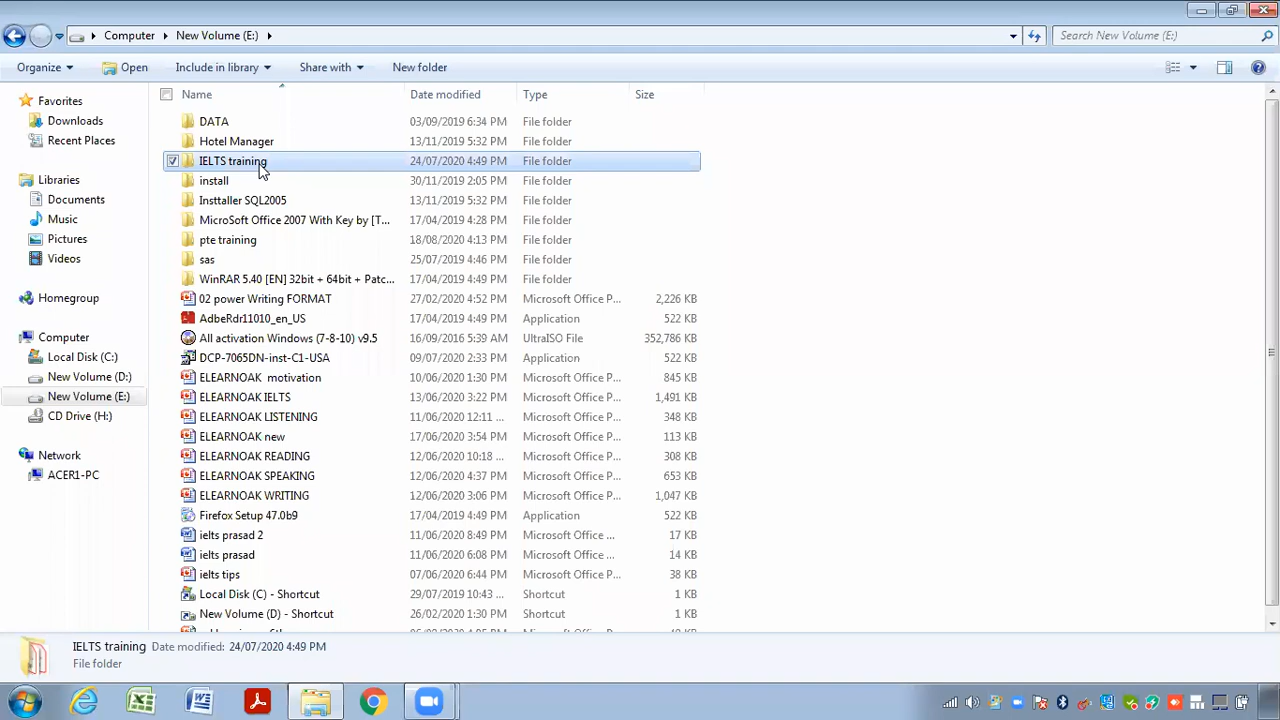 Computer New Volume (E:) Search New Volume (E:)
Organize Open Include in library Share with New folder
Name Date modified Type Size
Favorites
Downloads
Recent Places
Libraries
Documents
Music
Pictures
Videos
Homegroup
Computer
Local Disk (C:)
New Volume (D:)
New Volume (E:)
CD Drive (H:)
Network
ACER1-PC
DATA 03/09/2019 6:34 PM File folder
Hotel Manager 13/11/2019 5:32 PM File folder
IELTS training 24/07/2020 4:49 PM File folder
install 30/11/2019 2:05 PM File folder
Insttaller SQL2005 13/11/2019 5:32 PM File folder
MicroSoft Office 2007 With Key by [T... 17/04/2019 4:28 PM File folder
pte training 18/08/2020 4:13 PM File folder
sas 25/07/2019 4:46 PM File folder
WinRAR 5.40 [EN] 32bit + 64bit + Patc... 17/04/2019 4:49 PM File folder
02 power Writing FORMAT 27/02/2020 4:52 PM Microsoft Office P... 2,226 KB
AdbeRdr11010_en_US 17/04/2019 4:49 PM Application 522 KB
All activation Windows (7-8-10) v9.5 16/09/2016 5:39 AM UltraISO File 352,786 KB
DCP-7065DN-inst-C1-USA 09/07/2020 2:33 PM Application 522 KB
ELEARNOAK motivation 10/06/2020 1:30 PM Microsoft Office P... 845 KB
ELEARNOAK IELTS 13/06/2020 3:22 PM Microsoft Office P... 1,491 KB
ELEARNOAK LISTENING 11/06/2020 12:11 ... Microsoft Office P... 348 KB
ELEARNOAK new 17/06/2020 3:54 PM Microsoft Office P... 113 KB
ELEARNOAK READING 12/06/2020 10:18 ... Microsoft Office P... 308 KB
ELEARNOAK SPEAKING 12/06/2020 4:37 PM Microsoft Office P... 653 KB
ELEARNOAK WRITING 12/06/2020 3:06 PM Microsoft Office P... 1,047 KB
Firefox Setup 47.0b9 17/04/2019 4:49 PM Application 522 KB
ielts prasad 2 11/06/2020 8:49 PM Microsoft Office ... 17 KB
ielts prasad 11/06/2020 6:08 PM Microsoft Office ... 14 KB
ielts tips 07/06/2020 6:44 PM Microsoft Office ... 38 KB
Local Disk (C) - Shortcut 29/07/2019 10:43 ... Shortcut 1 KB
New Volume (D) - Shortcut 26/02/2020 1:30 PM Shortcut 1 KB
IELTS training Date modified: 24/07/2020 4:49 PM
File folder